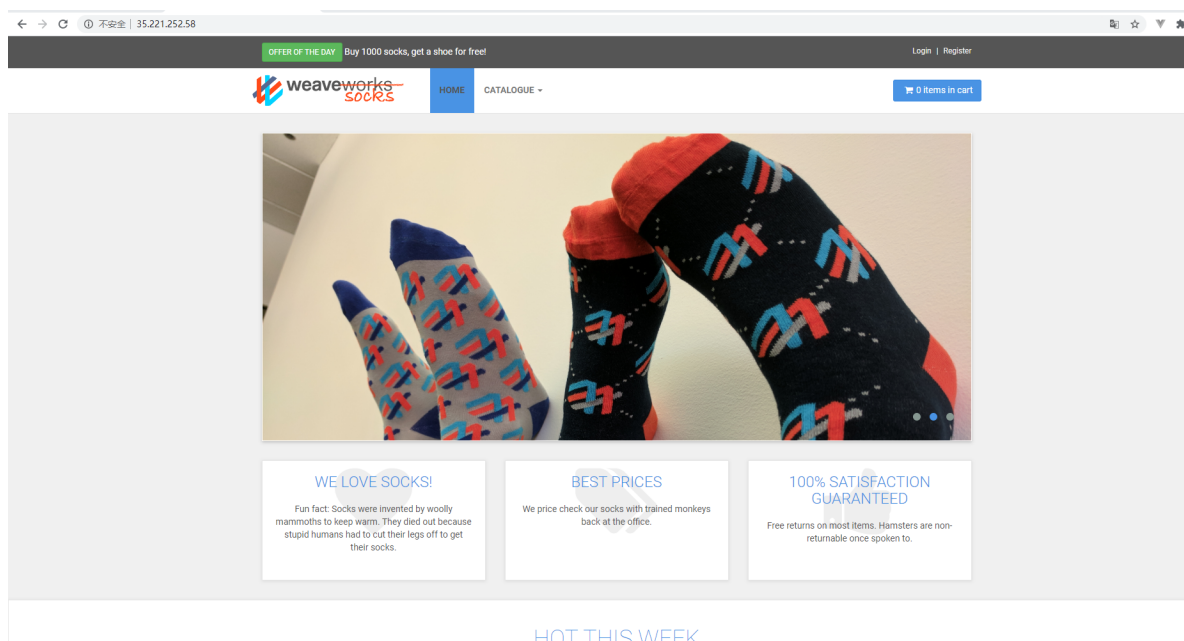 不安全 | 35.221.252.58
OFFER OF THE DAY Buy 1000 socks, get a shoe for free!
Login | Register
weaveworks
socks
HOME
CATALOGUE
0 items in cart
WE LOVE SOCKS!
Fun fact: Socks were invented by woolly
mammoths to keep warm. They died out because
stupid humans had to cut their legs off to get
their socks.
BEST PRICES
We price check our socks with trained monkeys
back at the office.
100% SATISFACTION
GUARANTEED
Free returns on most items. Hamsters are non-
returnable once spoken to.
HOT THIS WEEK